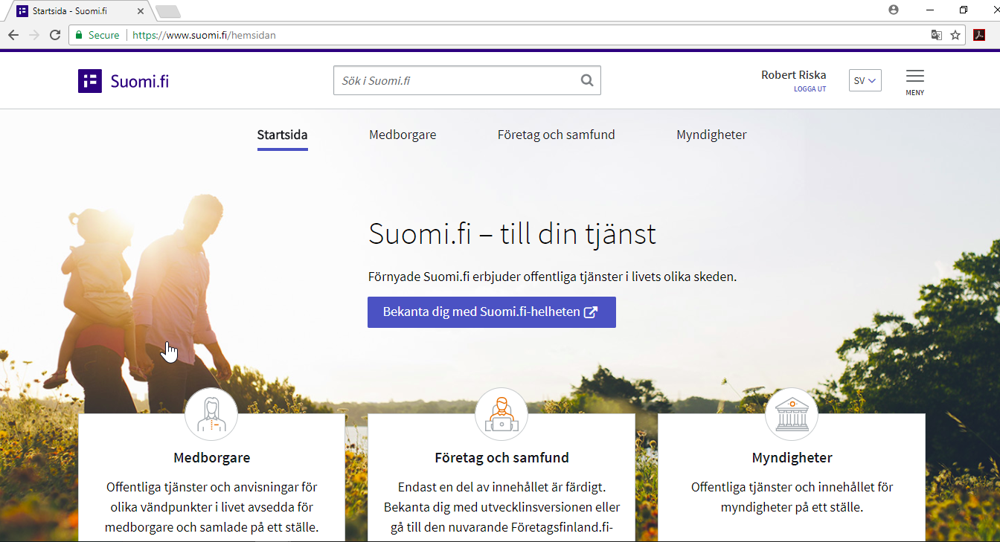 Startsida - Suomi.fi
Secure https://www.suomi.fi/hemsidan
Suomi.fi
Sök i Suomi.fi
Robert Riska
LOGGA UT
SV
MENY
Startsida Medborgare Företag och samfund Myndigheter
Suomi.fi – till din tjänst
Förnyade Suomi.fi erbjuder offentliga tjänster i livets olika skeden.
Bekanta dig med Suomi.fi-helheten
Medborgare
Offentliga tjänster och anvisningar för
olika vändpunkter i livet avsedda för
medborgare och samlade på ett ställe.
Företag och samfund
Endast en del av innehållet är färdigt.
Bekanta dig med utvecklinsversionen eller
gå till den nuvarande Företagsfinland.fi-
Myndigheter
Offentliga tjänster och innehållet för
myndigheter på ett ställe.